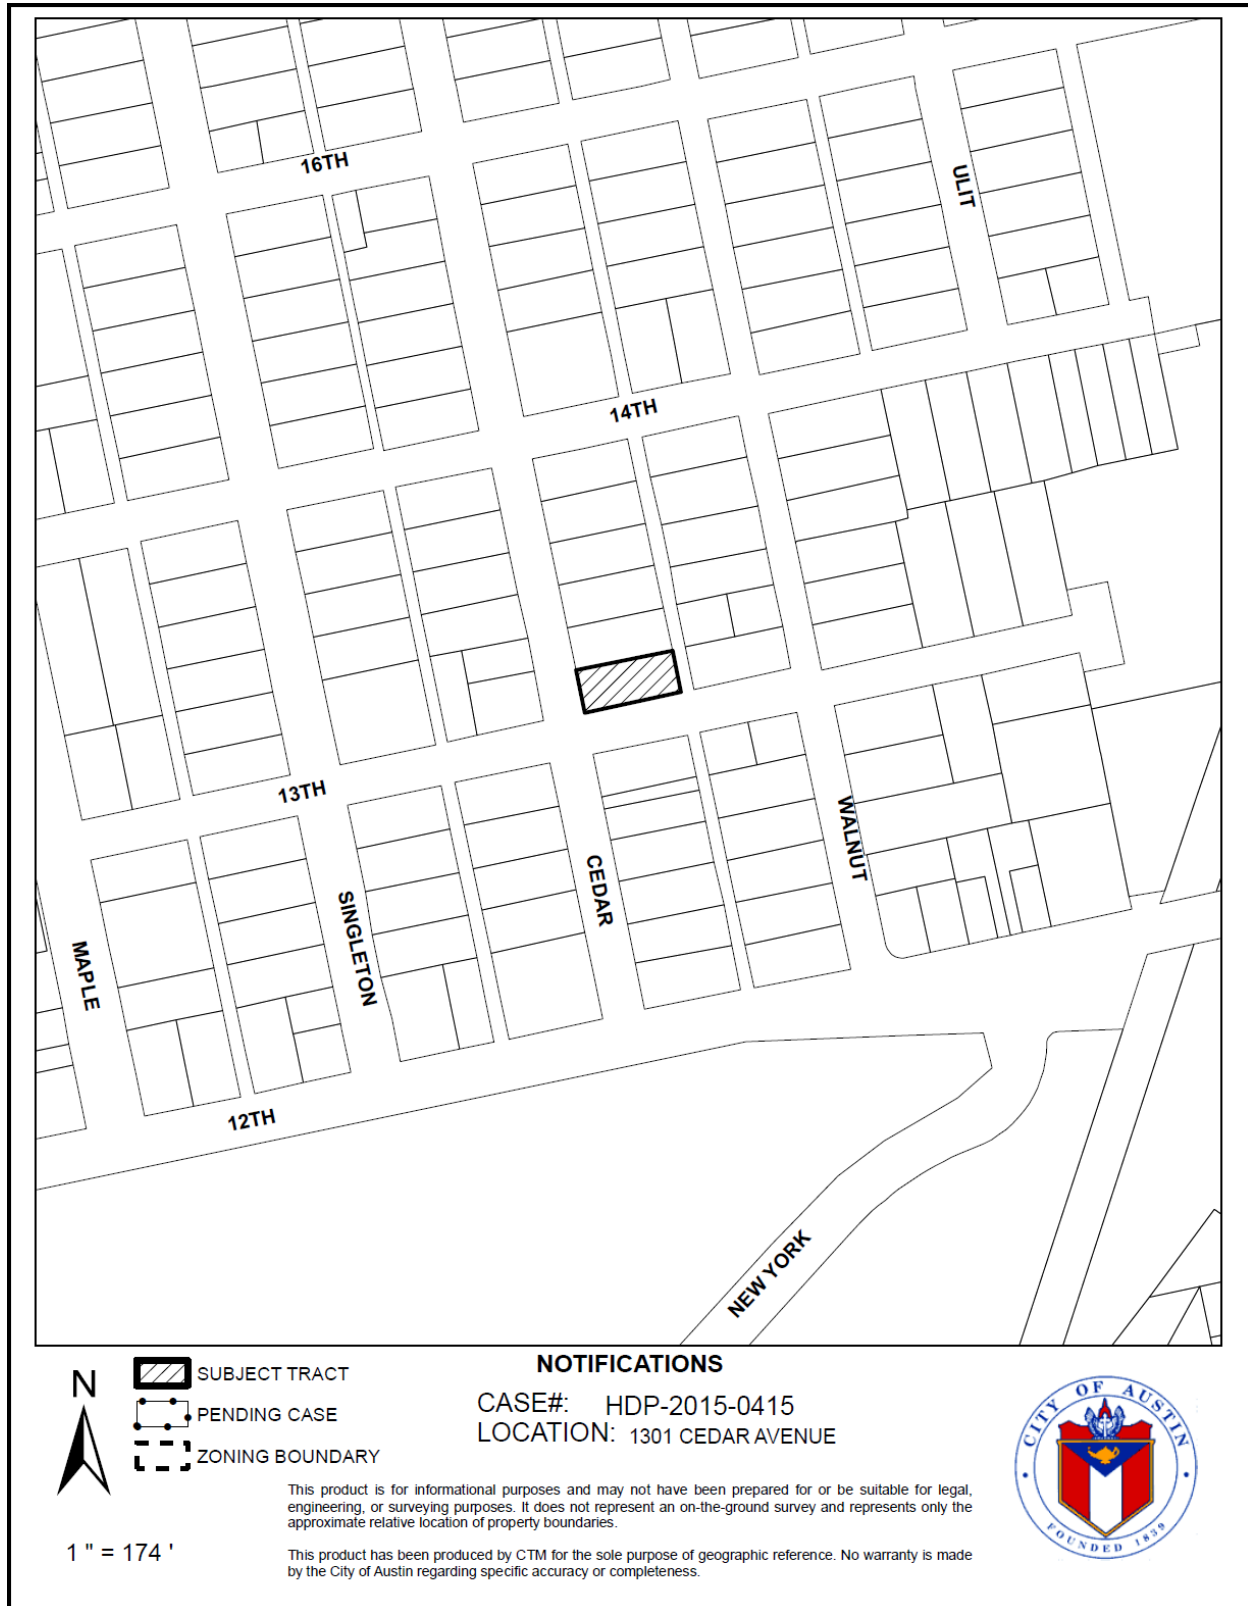 16TH
ULIT
14TH
13TH
WALNUT
CEDAR
SINGLETON
MAPLE
12TH
NEW YORK
N
SUBJECT TRACT
PENDING CASE
ZONING BOUNDARY
1 " = 174 '
NOTIFICATIONS
CASE#: HDP-2015-0415
LOCATION: 1301 CEDAR AVENUE
This product is for informational purposes and may not have been prepared for or be suitable for legal,
engineering, or surveying purposes. It does not represent an on-the-ground survey and represents only the
approximate relative location of property boundaries.
This product has been produced by CTM for the sole purpose of geographic reference. No warranty is made
by the City of Austin regarding specific accuracy or completeness.
CITY OF AUSTIN
FOUNDED 1839